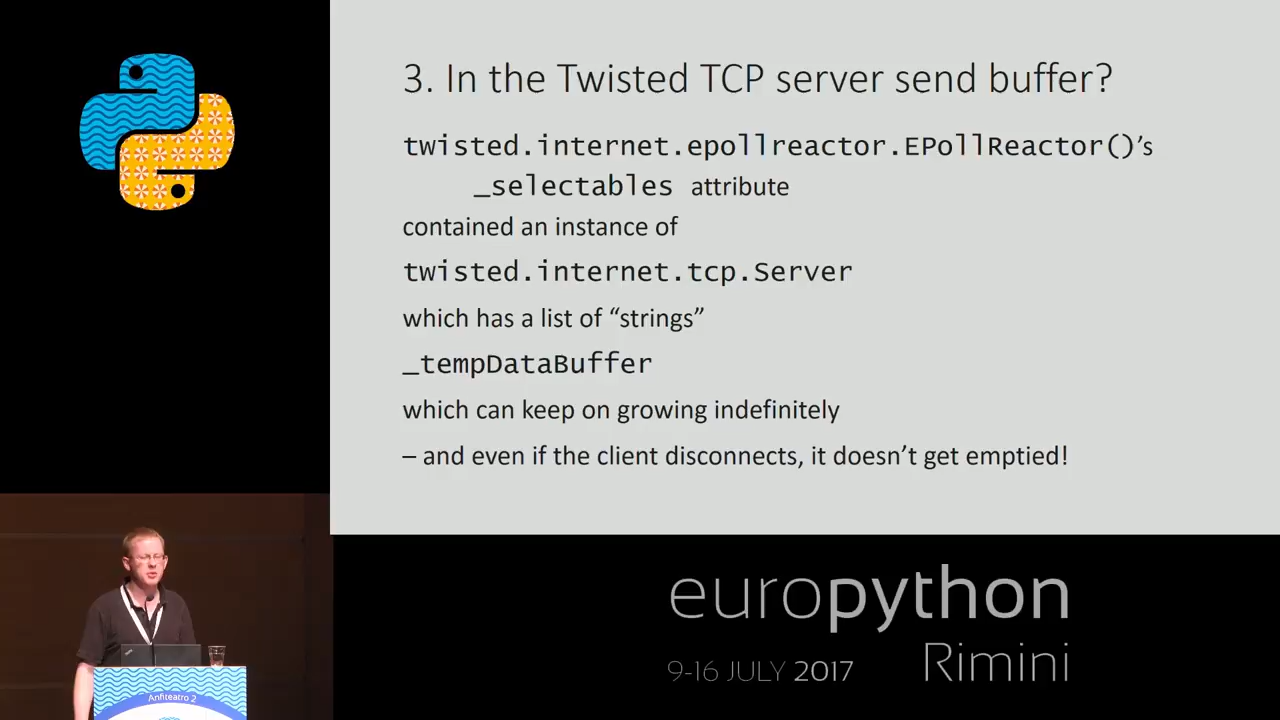 3. In the Twisted TCP server send buffer?
twisted.internet.epollreactor.EPollReactor()’s
_selectables attribute
contained an instance of
twisted.internet.tcp.Server
which has a list of “strings”
_tempDataBuffer
which can keep on growing indefinitely
– and even if the client disconnects, it doesn’t get emptied!
europython
Rimini
9-16 JULY 2017
Anfiteatro 2